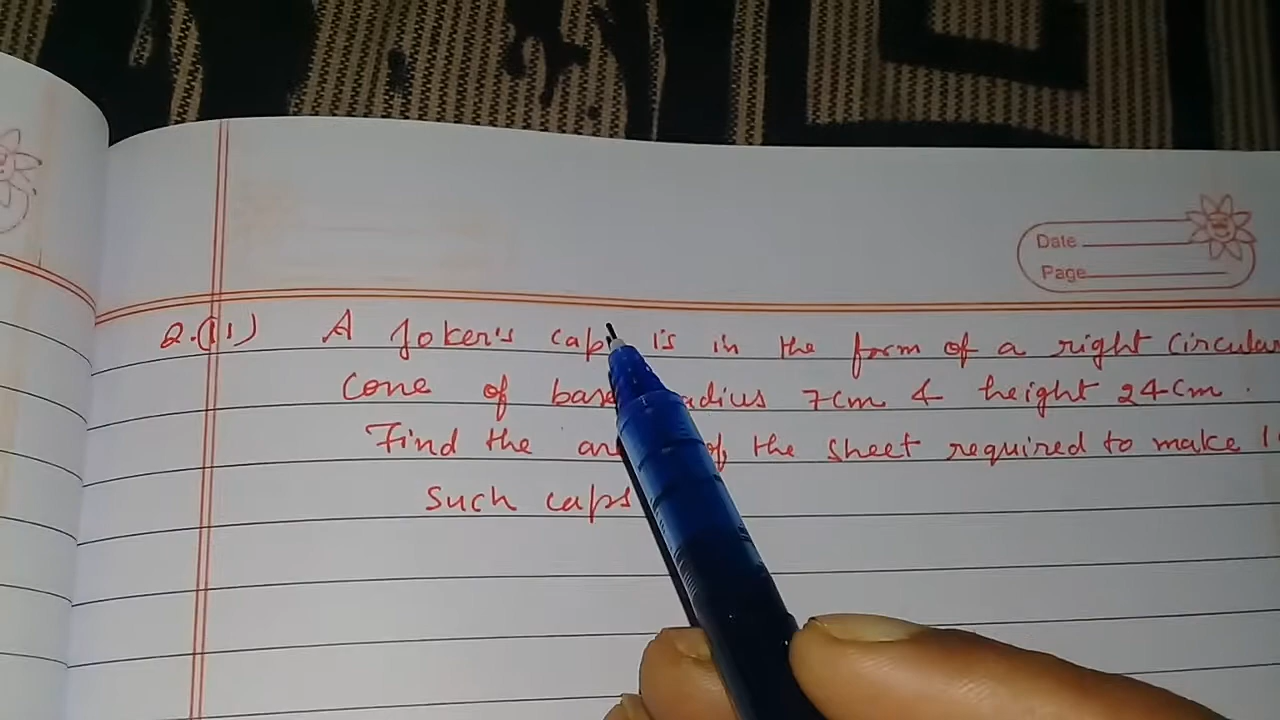 Date
Page
Q.(11) A Joker's cap is in the form of a right Circular
Cone of base radius 7cm & height 24cm.
Find the of the sheet required to make
Such caps